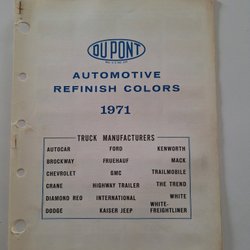 DU PONT
AUTOMOTIVE
REFINISH COLORS
1971
TRUCK MANUFACTURERS
AUTOCAR FORD KENWORTH
BROCKWAY FRUEHAUF MACK
CHEVROLET GMC TRAILMOBILE
CRANE HIGHWAY TRAILER THE TREND
DIAMOND REO INTERNATIONAL WHITE
DODGE KAISER JEEP WHITE-
FREIGHTLINER